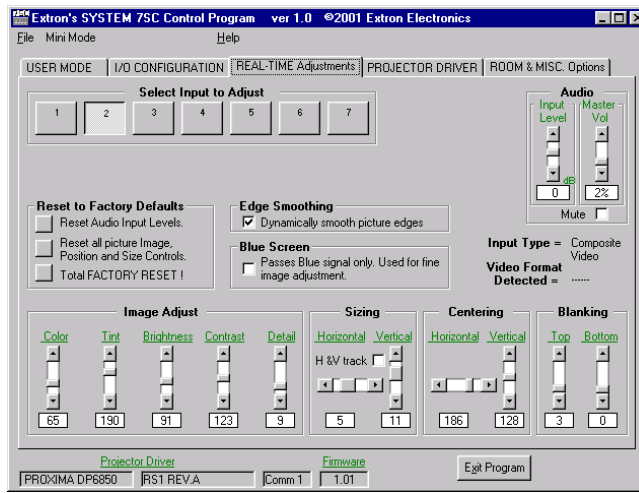 Extron's SYSTEM 7SC Control Program ver 1.0 ©2001 Extron Electronics
File Mini Mode Help
USER MODE I/O CONFIGURATION REAL-TIME Adjustments PROJECTOR DRIVER ROOM & MISC. Options
Select Input to Adjust
1 2 3 4 5 6 7
Audio
Input Level
Master Vol
dB
0 2%
Mute
Reset to Factory Defaults
Reset Audio Input Levels.
Reset all picture Image,
Position and Size Controls.
Total FACTORY RESET !
Edge Smoothing
Dynamically smooth picture edges
Blue Screen
Passes Blue signal only. Used for fine
image adjustment.
Input Type = Composite
Video
Video Format
Detected = ......
Image Adjust
Color Tint Brightness Contrast Detail
65 190 91 123 9
Sizing
Horizontal Vertical
H &V track
5 11
Centering
Horizontal Vertical
186 128
Blanking
Top Bottom
3 0
Projector Driver Firmware
PROXIMA DP6850 RS1 REV.A Comm 1 1.01
Exit Program